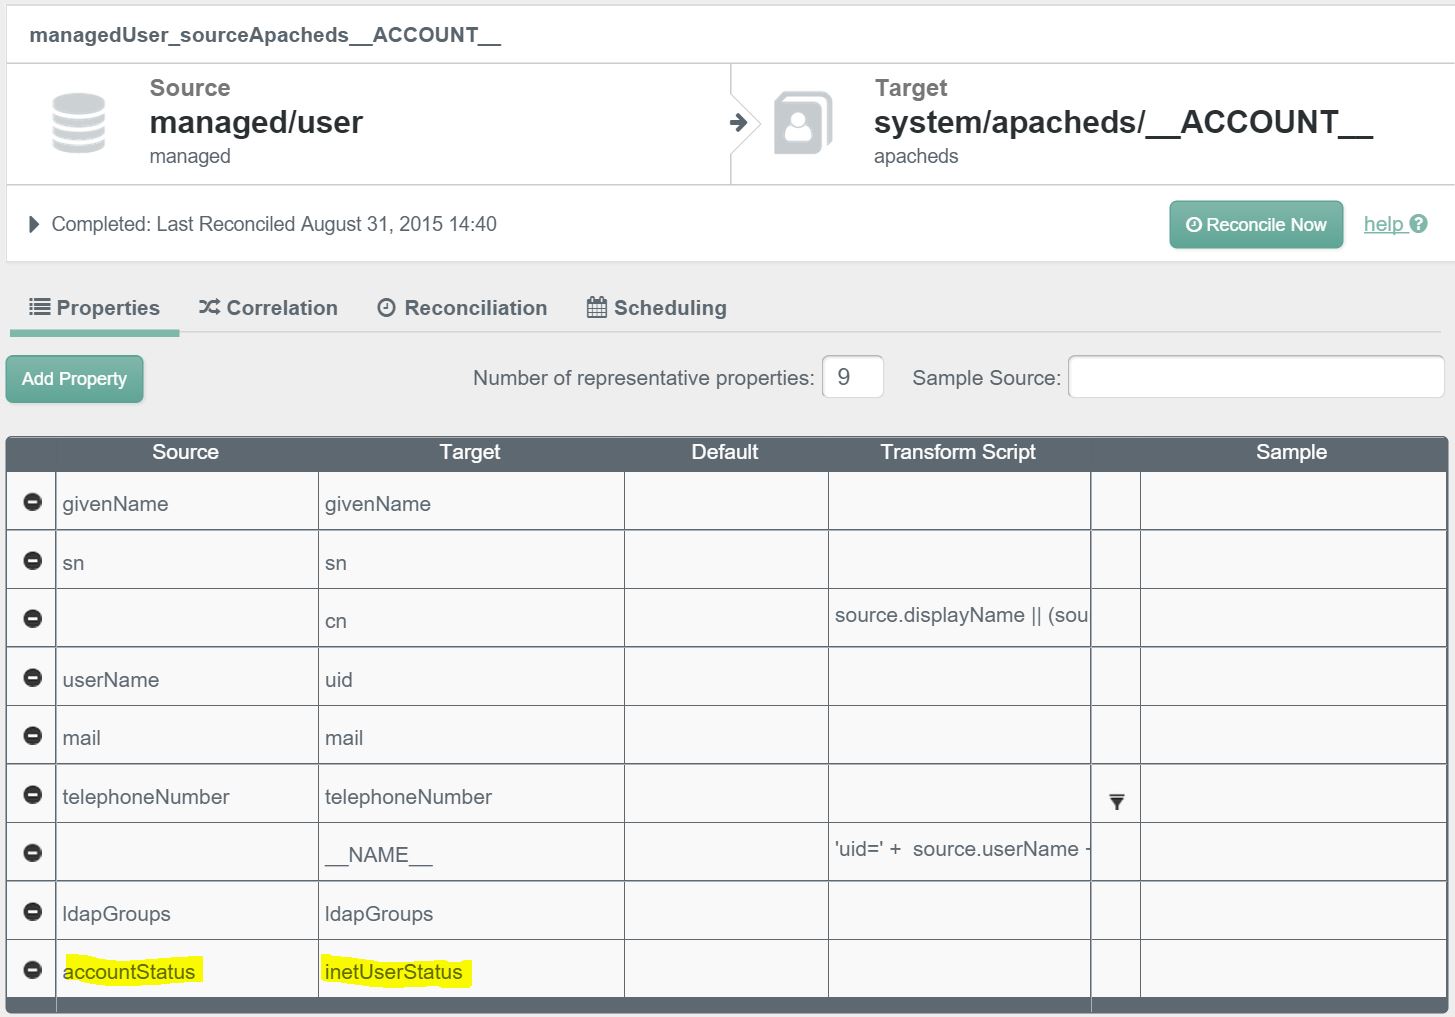 managedUser_sourceApacheds__ACCOUNT__
Source
managed/user
managed
Target
system/apacheds/__ACCOUNT__
apacheds
Completed: Last Reconciled August 31, 2015 14:40
Reconcile Now
help
Properties Correlation Reconciliation Scheduling
Add Property Number of representative properties: 9 Sample Source:
Source Target Default Transform Script Sample
givenName givenName
sn sn
cn source.displayName || (sou
userName uid
mail mail
telephoneNumber telephoneNumber
__NAME__ 'uid=' + source.userName
ldapGroups ldapGroups
accountStatus inetUserStatus